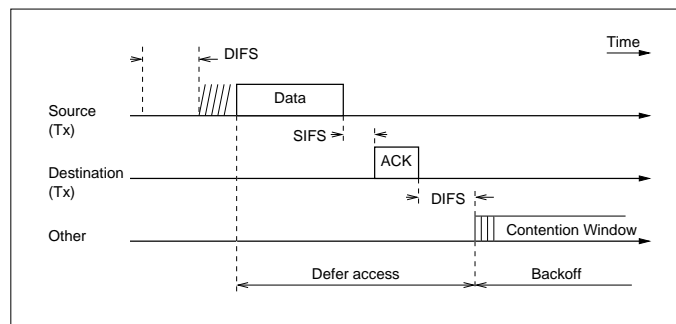 DIFS
Time
Data
Source
(Tx)
SIFS
ACK
Destination
(Tx)
DIFS
Contention Window
Other
Defer access
Backoff